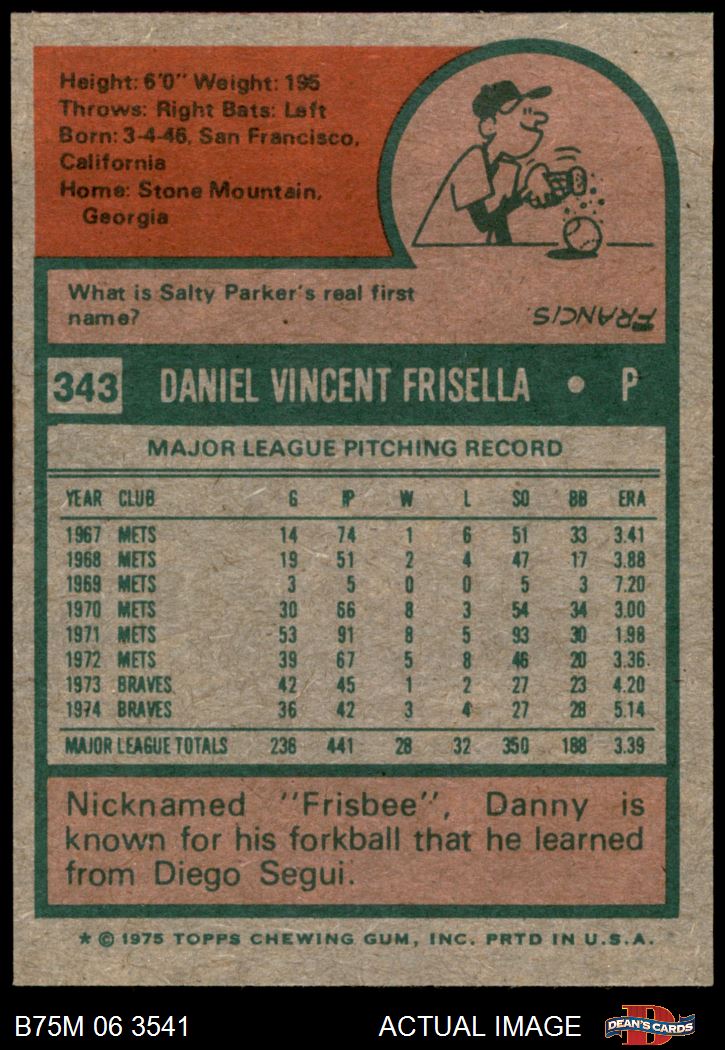 Height: 6'0" Weight: 195
Throws: Right Bats: Left
Born: 3-4-46, San Francisco,
California
Home: Stone Mountain,
Georgia
What is Salty Parker's real first
name?
FRANCIS.
343 DANIEL VINCENT FRISELLA • P
MAJOR LEAGUE PITCHING RECORD
YEAR CLUB G IP W L SO BB ERA
1967 METS 14 74 1 6 51 33 3.41
1968 METS 19 51 2 4 47 17 3.88
1969 METS 3 5 0 0 5 3 7.20
1970 METS 30 66 8 3 54 34 3.00
1971 METS 53 91 8 5 93 30 1.98
1972 METS 39 67 5 8 46 20 3.36
1973 BRAVES 42 45 1 2 27 23 4.20
1974 BRAVES 36 42 3 4 27 28 5.14
MAJOR LEAGUE TOTALS 236 441 28 32 350 188 3.39
Nicknamed "Frisbee", Danny is
known for his forkball that he learned
from Diego Segui.
* © 1975 TOPPS CHEWING GUM, INC. PRTD IN U.S.A.
B75M 06 3541 ACTUAL IMAGE D DEAN'S CARDS